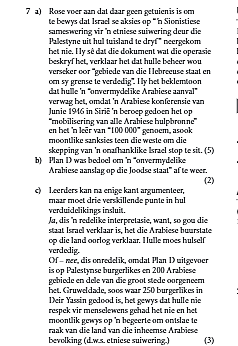 7 a) Rose voer aan dat daar geen getuienis is om
te bewys dat Israel se aksies op “’n Sionistiese
sameswering vir ’n etniese suiwering deur die
Palestyne uit hul tuisland te dryf” neergekom
het nie. Hy sê dat die dokument wat die operasie
beskryf het, verklaar het dat hulle beheer wou
verseker oor “gebiede van die Hebreeuse staat en
om sy grense te verdedig”. Hy het beklemtoon
dat hulle ’n “onvermydelike Arabiese aanval”
verwag het, omdat ’n Arabiese konferensie van
Junie 1946 in Sirië ’n beroep gedoen het op
“mobilisering van alle Arabiese hulpbronne”
en het ’n leër van “100 000” genoem, asook
moontlike sanksies teen die weste om die
skepping van ’n onafhanklike Israel stop te sit. (5)
b) Plan D was bedoel om ’n “onvermydelike
Arabiese aanslag op die Joodse staat” af te weer.
(2)
c) Leerders kan na enige kant argumenteer,
maar moet drie verskillende punte in hul
verduidelikings insluit.
Ja, dis ’n redelike interpretasie, want, so gou die
staat Israel verklaar is, het die Arabiese buurstate
op die land oorlog verklaar. Hulle moes hulself
verdedig.
Of – nee, dis onredelik, omdat Plan D uitgevoer
is op Palestynse burgerlikes en 200 Arabiese
gebiede en dele van die groot stede oorgeneem
het. Gruweldade, soos waar 250 burgerlikes in
Deir Yassin gedood is, het gewys dat hulle nie
respek vir menselewens gehad het nie en het
moontlik gewys op ’n begeerte om ontslae te
raak van die land van die inheemse Arabiese
bevolking (d.w.s. etniese suiwering.) (3)